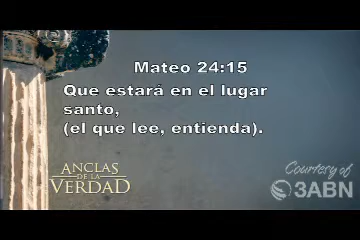 Mateo 24:15
Que estará en el lugar
santo,
(el que lee, entienda).
ANCLAS
DE LA
VERDAD
Courtesy of
3ABN